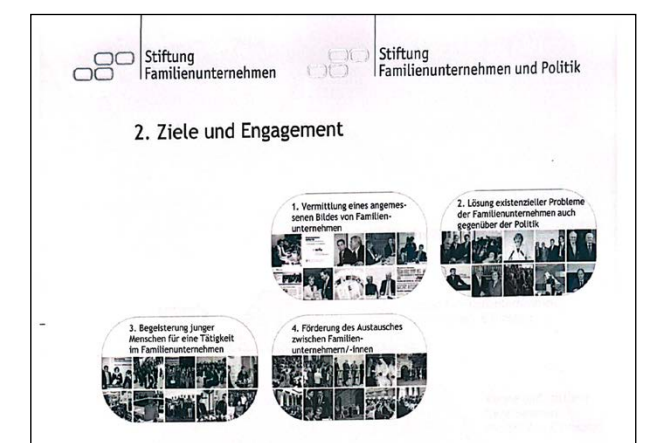 Stiftung
Familienunternehmen
Stiftung
Familienunternehmen und Politik
2. Ziele und Engagement
1. Vermittlung eines angemes-
senen Bildes von Familien-
unternehmen
2. Lösung existenzieller Probleme
der Familienunternehmen auch
gegenüber der Politik
3. Begeisterung junger
Menschen für eine Tätigkeit
im Familienunternehmen
4. Förderung des Austausches
zwischen Familien-
unternehmern/-innen